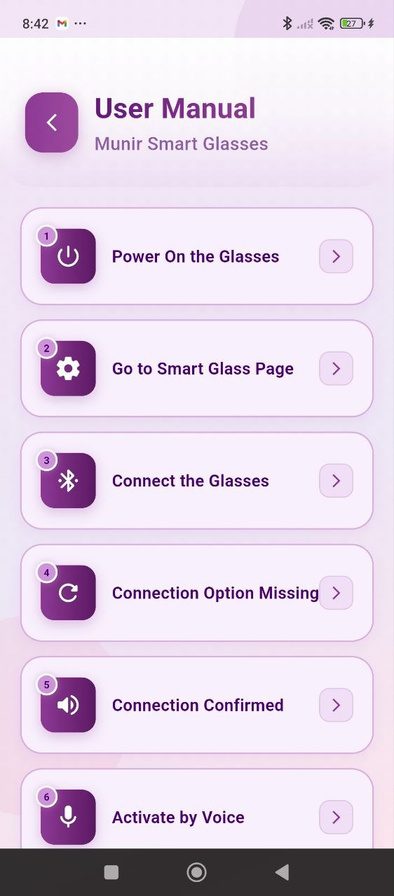 8:42
27
User Manual
Munir Smart Glasses
1
Power On the Glasses
2
Go to Smart Glass Page
3
Connect the Glasses
4
Connection Option Missing
5
Connection Confirmed
6
Activate by Voice